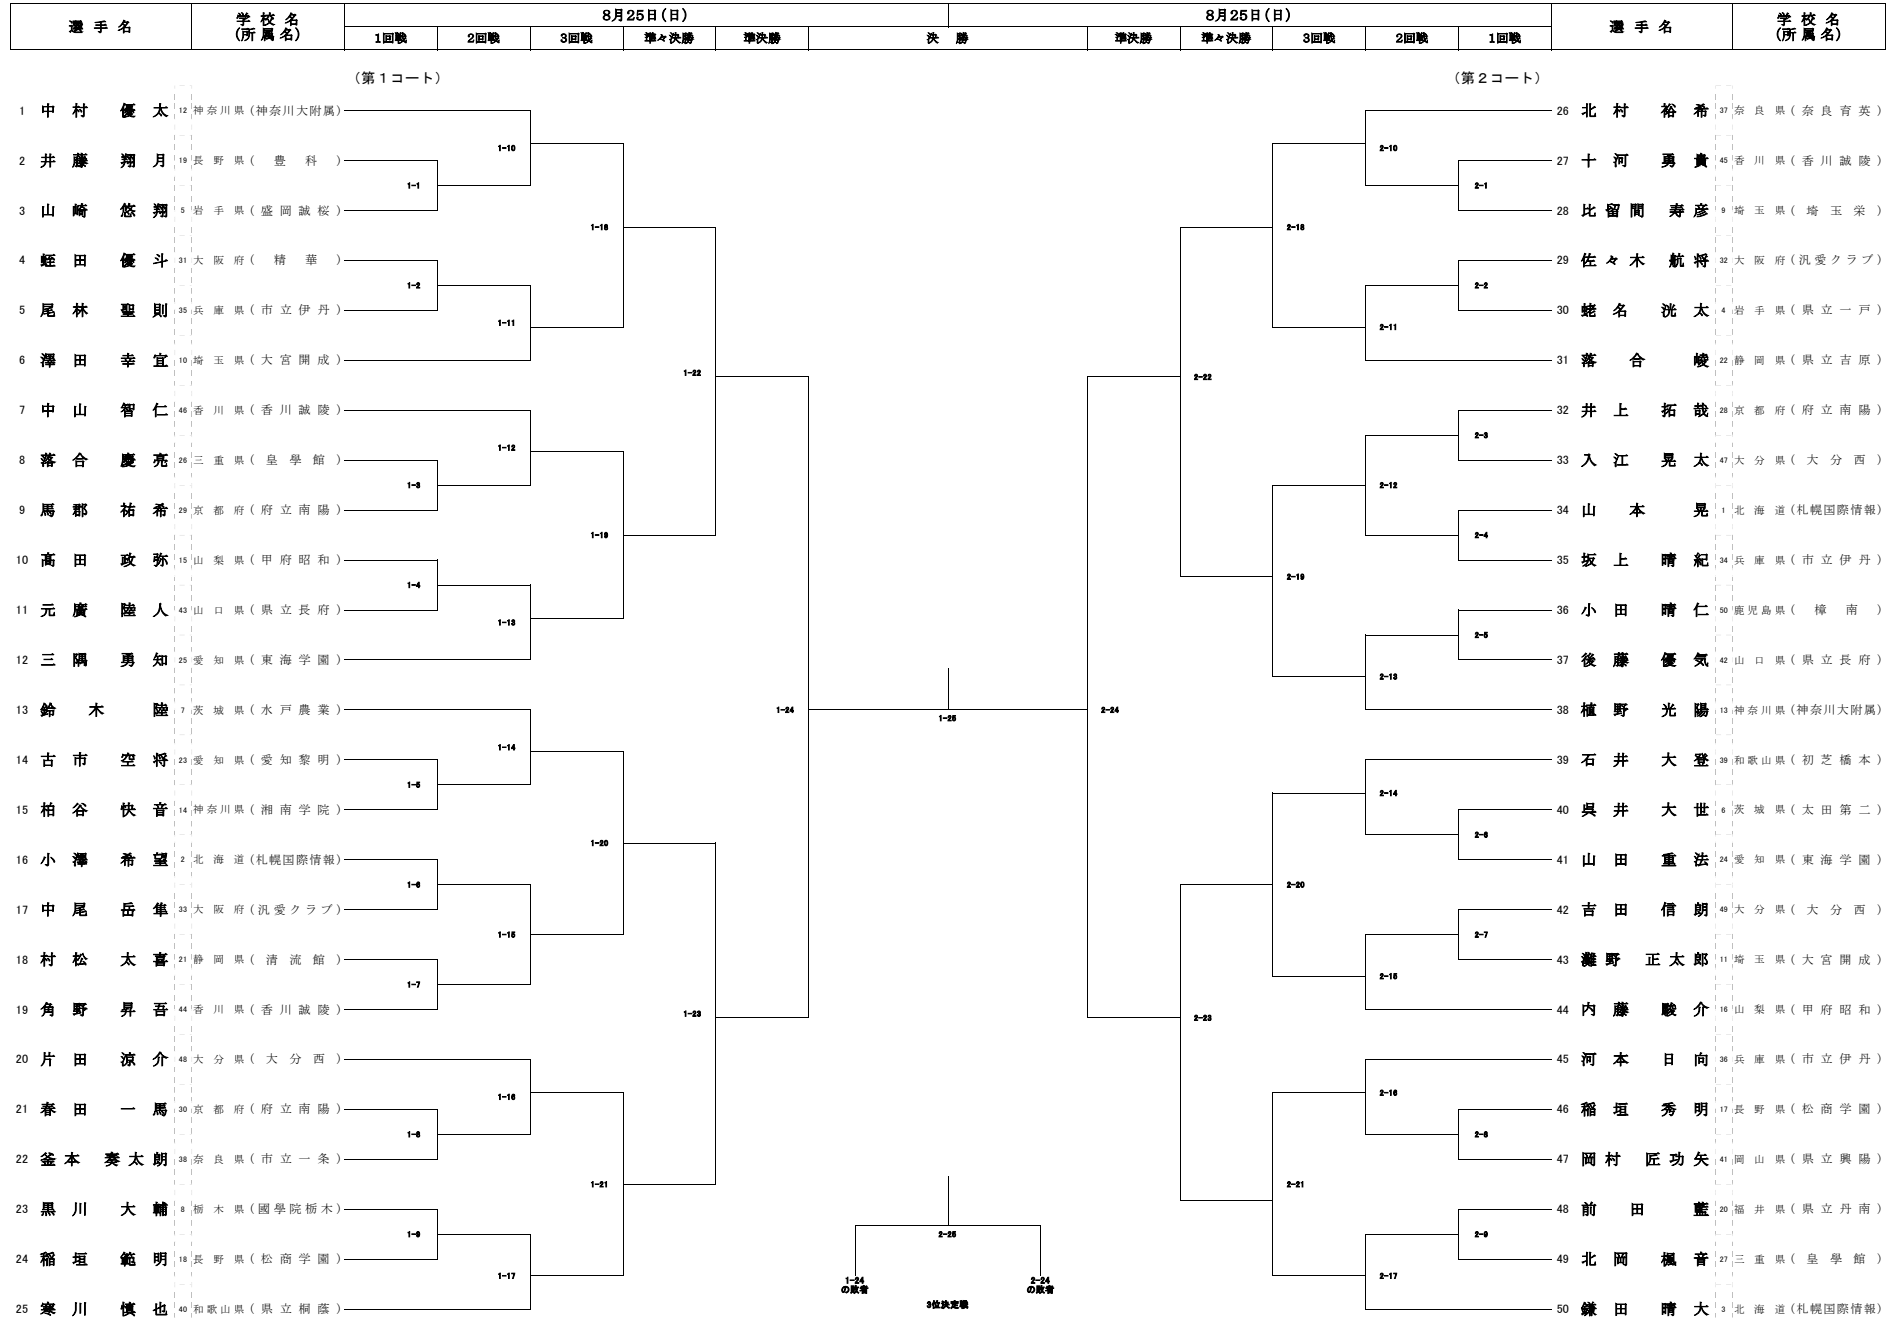 選手名 学校名(所属名) 8月25日(日) 8月25日(日) 選手名 学校名(所属名)
1回戦 2回戦 3回戦 準々決勝 準決勝 決勝 準決勝 準々決勝 3回戦 2回戦 1回戦
(第1コート) (第2コート)
1 中村 優太 12 神奈川県(神奈川大附属) 26 北村 裕希 37 奈良県(奈良育英)
1-10 2-10
2 井藤 翔月 19 長野県(豊科) 27 十河 勇貴 45 香川県(香川誠陵)
1-1 2-1
3 山崎 悠翔 5 岩手県(盛岡誠桜) 28 比留間 寿彦 9 埼玉県(埼玉栄)
1-18 2-18
4 蛭田 優斗 31 大阪府(精華) 29 佐々木 航将 32 大阪府(汎愛クラブ)
1-2 2-2
5 尾林 聖則 35 兵庫県(市立伊丹) 30 蛯名 洸太 4 岩手県(県立一戸)
1-11 2-11
6 澤田 幸宜 10 埼玉県(大宮開成) 31 落合 崚 22 静岡県(県立吉原)
1-22 2-22
7 中山 智仁 46 香川県(香川誠陵) 32 井上 拓哉 28 京都府(府立南陽)
1-12 2-3
8 落合 慶亮 26 三重県(皇學館) 33 入江 晃太 47 大分県(大分西)
1-3 2-12
9 馬郡 祐希 29 京都府(府立南陽) 34 山本 晃 1 北海道(札幌国際情報)
1-19 2-4
10 髙田 政弥 15 山梨県(甲府昭和) 35 坂上 晴紀 34 兵庫県(市立伊丹)
1-4 2-19
11 元廣 陸人 43 山口県(県立長府) 36 小田 晴仁 50 鹿児島県(樟南)
1-13 2-5
12 三隅 勇知 25 愛知県(東海学園) 37 後藤 優気 42 山口県(県立長府)
2-13
13 鈴木 陸 7 茨城県(水戸農業) 1-24 1-25 2-24 38 植野 光陽 13 神奈川県(神奈川大附属)
1-14
14 古市 空将 23 愛知県(愛知黎明) 39 石井 大登 39 和歌山県(初芝橋本)
1-5 2-14
15 柏谷 快音 14 神奈川県(湘南学院) 40 呉井 大世 6 茨城県(太田第二)
1-20 2-6
16 小澤 希望 2 北海道(札幌国際情報) 41 山田 重法 24 愛知県(東海学園)
1-6 2-20
17 中尾 岳隼 33 大阪府(汎愛クラブ) 42 吉田 信朗 49 大分県(大分西)
1-15 2-7
18 村松 太喜 21 静岡県(清流館) 43 灘野 正太郎 11 埼玉県(大宮開成)
1-7 2-15
19 角野 昇吾 44 香川県(香川誠陵) 44 内藤 駿介 16 山梨県(甲府昭和)
1-23 2-23
20 片田 涼介 48 大分県(大分西) 45 河本 日向 36 兵庫県(市立伊丹)
1-16 2-16
21 春田 一馬 30 京都府(府立南陽) 46 稲垣 秀明 17 長野県(松商学園)
1-8 2-8
22 釜本 奏太朗 38 奈良県(市立一条) 47 岡村 匠功矢 41 岡山県(県立興陽)
1-21 2-21
23 黒川 大輔 8 栃木県(國學院栃木) 48 前田 藍 20 福井県(県立丹南)
1-9 2-25 2-9
24 稲垣 範明 18 長野県(松商学園) 49 北岡 楓音 27 三重県(皇學館)
1-17 1-24の敗者 2-24の敗者 2-17
3位決定戦
25 寒川 慎也 40 和歌山県(県立桐蔭) 50 鎌田 晴大 3 北海道(札幌国際情報)